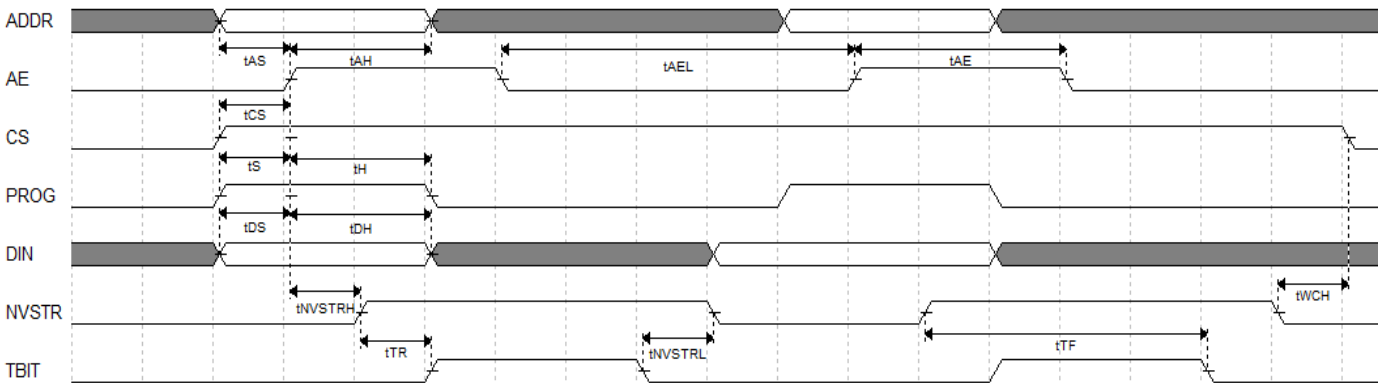 ADDR
tAS
tAH
tAEL
tAE
AE
tCS
CS
tS
tH
PROG
tDS
tDH
DIN
tNVSTRH
tWCH
NVSTR
tTR
tNVSTRL
tTF
TBIT